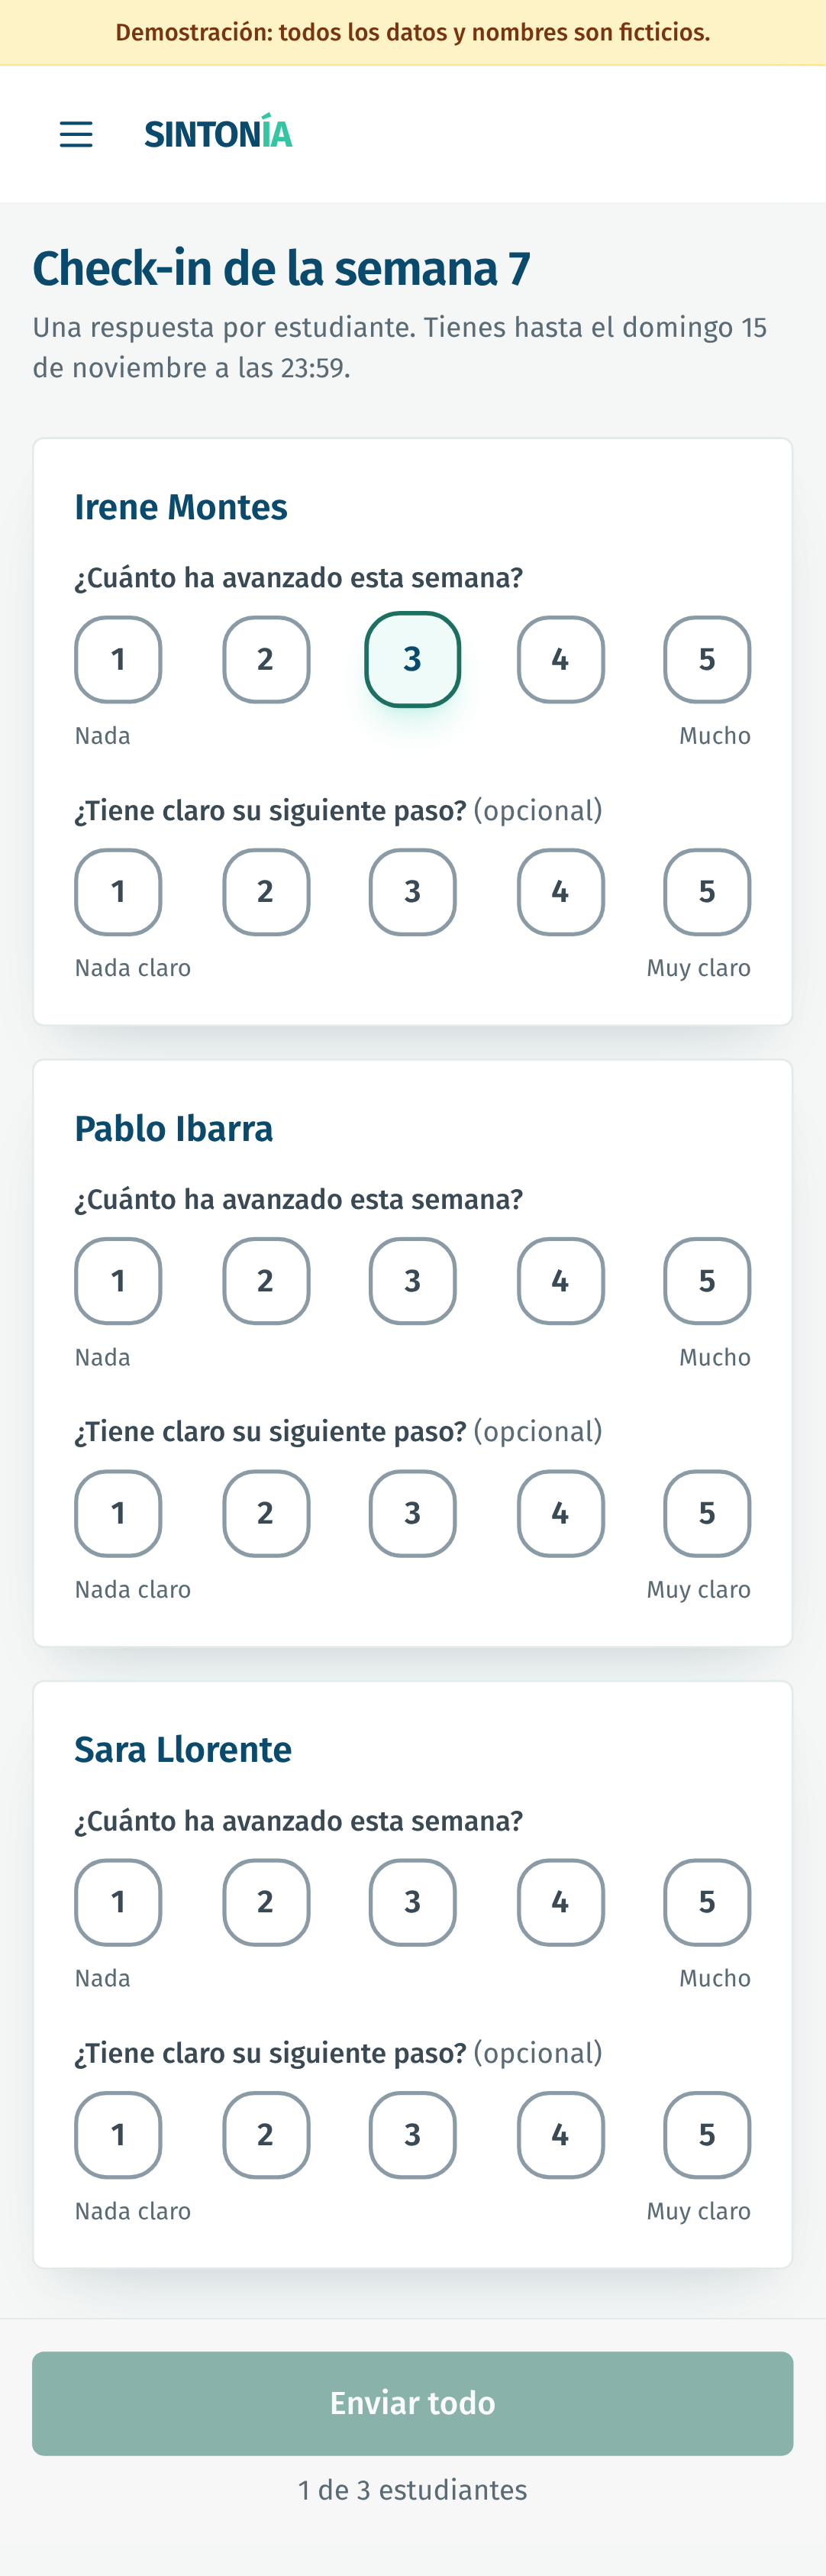 Demostración: todos los datos y nombres son ficticios.
SINTONÍA
Check-in de la semana 7
Una respuesta por estudiante. Tienes hasta el domingo 15
de noviembre a las 23:59.
Irene Montes
¿Cuánto ha avanzado esta semana?
1 2 3 4 5
Nada Mucho
¿Tiene claro su siguiente paso? (opcional)
1 2 3 4 5
Nada claro Muy claro
Pablo Ibarra
¿Cuánto ha avanzado esta semana?
1 2 3 4 5
Nada Mucho
¿Tiene claro su siguiente paso? (opcional)
1 2 3 4 5
Nada claro Muy claro
Sara Llorente
¿Cuánto ha avanzado esta semana?
1 2 3 4 5
Nada Mucho
¿Tiene claro su siguiente paso? (opcional)
1 2 3 4 5
Nada claro Muy claro
Enviar todo
1 de 3 estudiantes